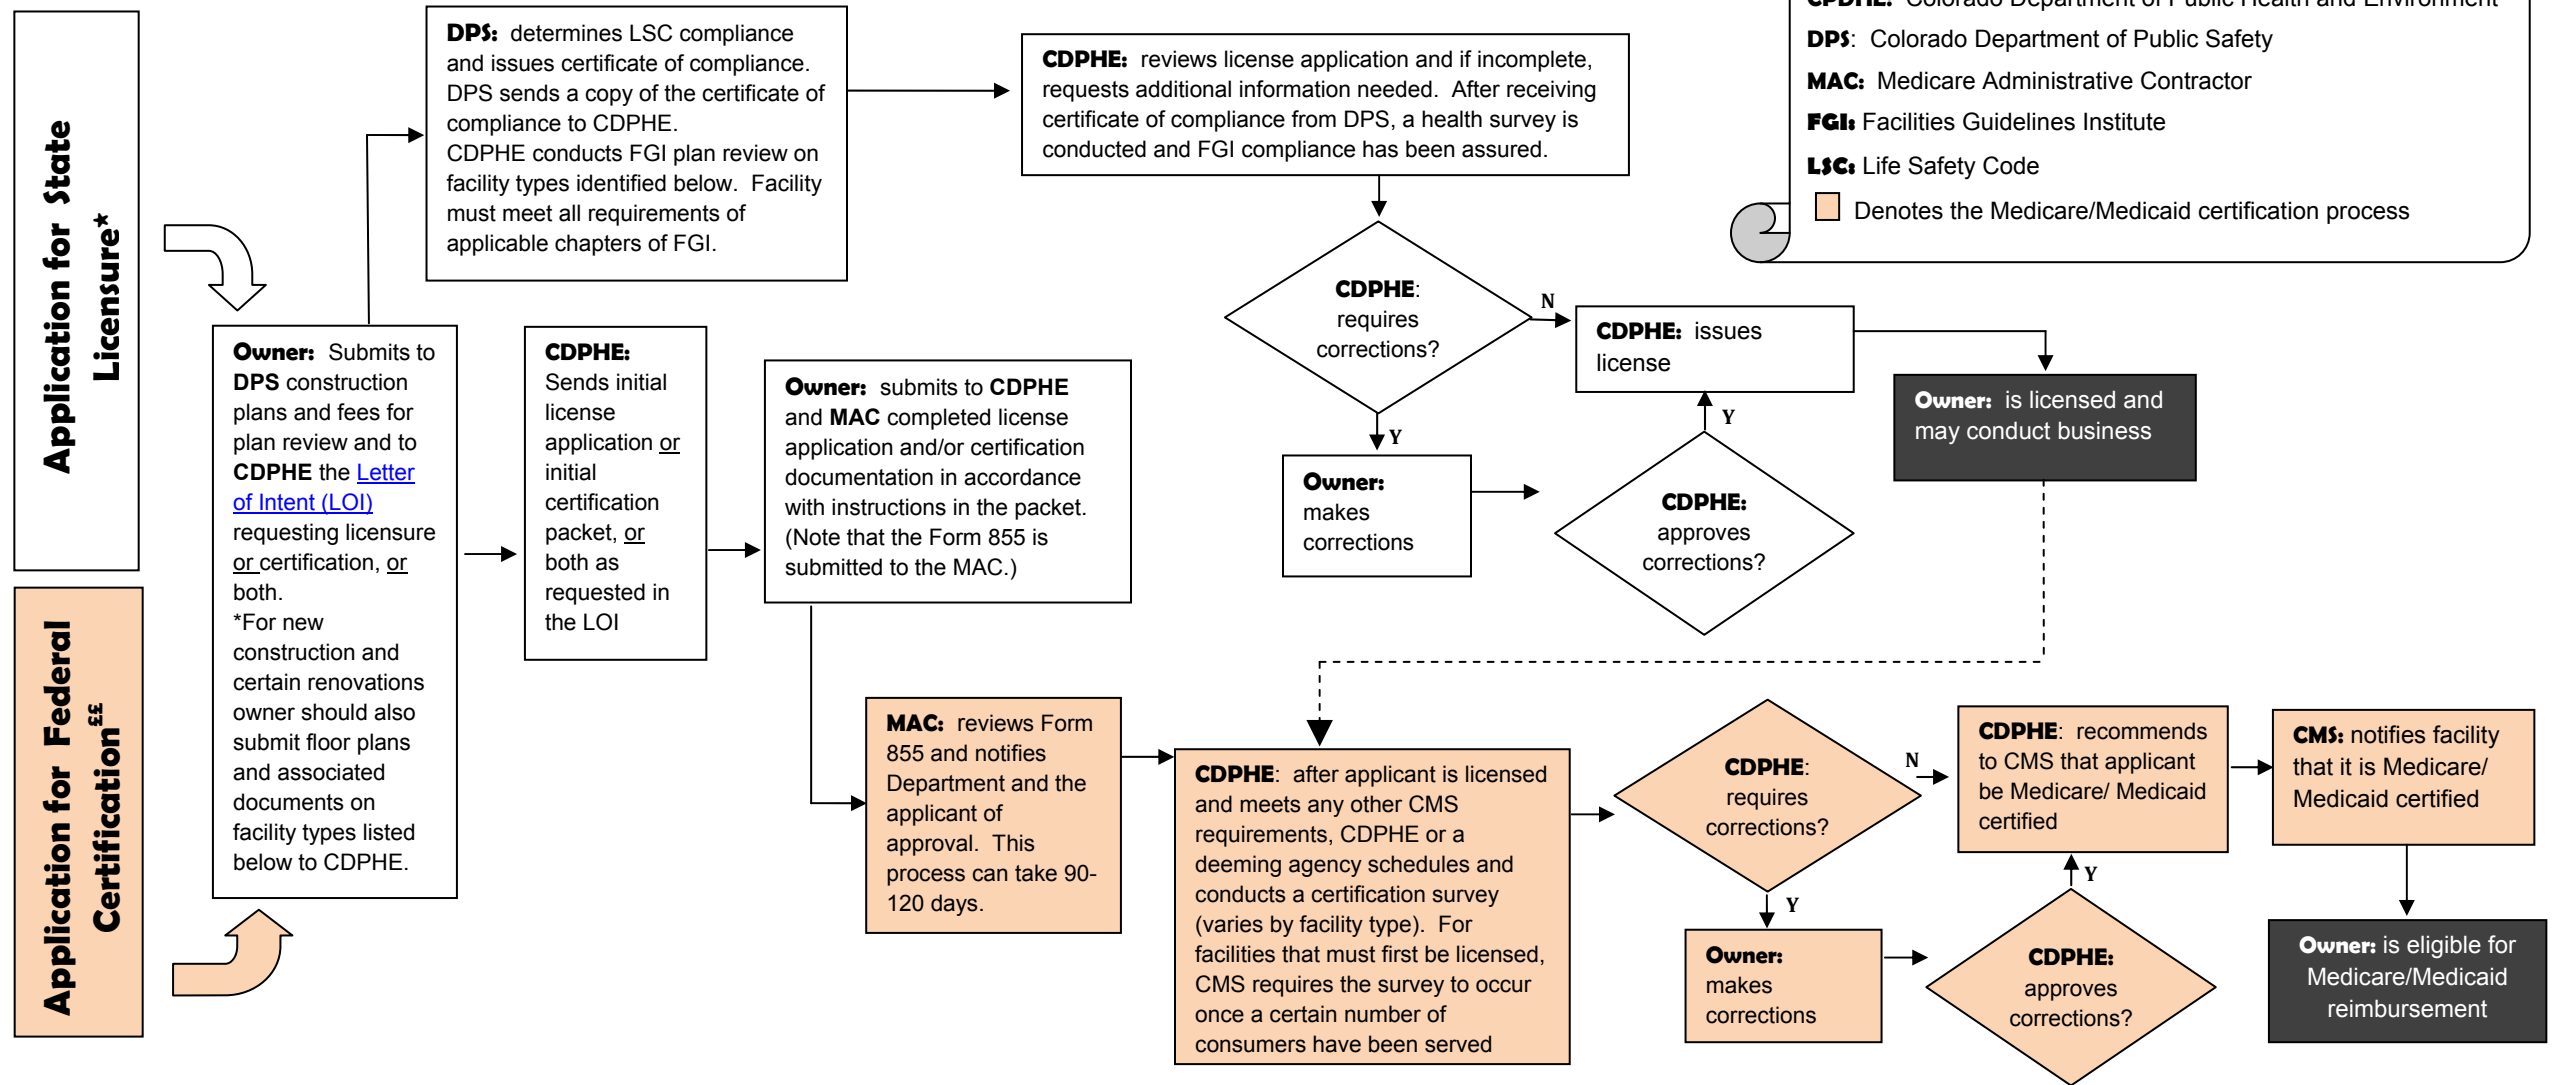 Application for State
Licensure*
Application for Federal
Certification££
Owner: Submits to
DPS construction
plans and fees for
plan review and to
CDPHE the Letter
of Intent (LOI)
requesting licensure
or certification, or
both.
*For new
construction and
certain renovations
owner should also
submit floor plans
and associated
documents on
facility types listed
below to CDPHE.
DPS: determines LSC compliance
and issues certificate of compliance.
DPS sends a copy of the certificate of
compliance to CDPHE.
CDPHE conducts FGI plan review on
facility types identified below. Facility
must meet all requirements of
applicable chapters of FGI.
CDPHE: reviews license application and if incomplete,
requests additional information needed. After receiving
certificate of compliance from DPS, a health survey is
conducted and FGI compliance has been assured.
CPDHE: Colorado Department of Public Health and Environment
DPS: Colorado Department of Public Safety
MAC: Medicare Administrative Contractor
FGI: Facilities Guidelines Institute
LSC: Life Safety Code
Denotes the Medicare/Medicaid certification process
CDPHE:
Sends initial
license
application or
initial
certification
packet, or
both as
requested in
the LOI
Owner: submits to CDPHE
and MAC completed license
application and/or certification
documentation in accordance
with instructions in the packet.
(Note that the Form 855 is
submitted to the MAC.)
CDPHE:
requires
corrections?
N
Y
CDPHE: issues
license
Owner: is licensed and
may conduct business
Owner:
makes
corrections
Y
CDPHE:
approves
corrections?
MAC: reviews Form
855 and notifies
Department and the
applicant of
approval. This
process can take 90-
120 days.
CDPHE: after applicant is licensed
and meets any other CMS
requirements, CDPHE or a
deeming agency schedules and
conducts a certification survey
(varies by facility type). For
facilities that must first be licensed,
CMS requires the survey to occur
once a certain number of
consumers have been served
CDPHE:
requires
corrections?
N
Y
CDPHE: recommends
to CMS that applicant
be Medicare/ Medicaid
certified
CMS: notifies facility
that it is Medicare/
Medicaid certified
Owner:
makes
corrections
Y
CDPHE:
approves
corrections?
Owner: is eligible for
Medicare/Medicaid
reimbursement